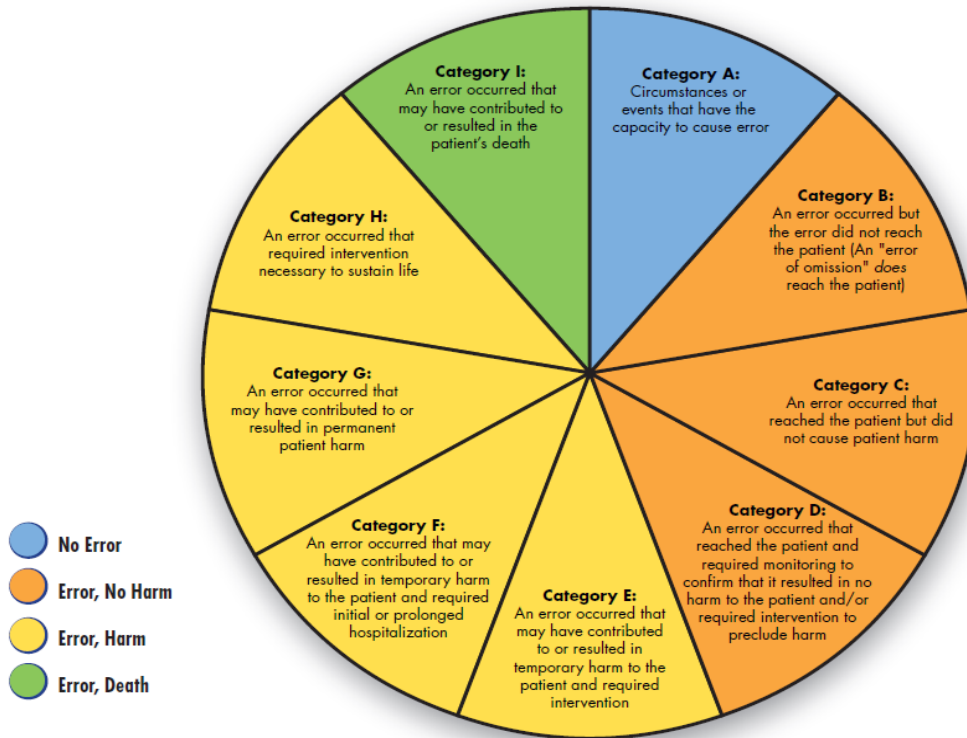 Category I:
An error occurred that
may have contributed to
or resulted in the
patient's death
Category A:
Circumstances or
events that have the
capacity to cause error
Category B:
An error occurred but
the error did not reach
the patient (An "error
of omission" does
reach the patient)
Category C:
An error occurred that
reached the patient but did
not cause patient harm
Category D:
An error occurred that
reached the patient and
required monitoring to
confirm that it resulted in no
harm to the patient and/or
required intervention to
preclude harm
Category E:
An error occurred that
may have contributed
to or resulted in
temporary harm to the
patient and required
intervention
Category F:
An error occurred that may
have contributed to or
resulted in temporary harm
to the patient and required
initial or prolonged
hospitalization
Category G:
An error occurred that
may have contributed to or
resulted in permanent
patient harm
Category H:
An error occurred that
required intervention
necessary to sustain life
No Error
Error, No Harm
Error, Harm
Error, Death